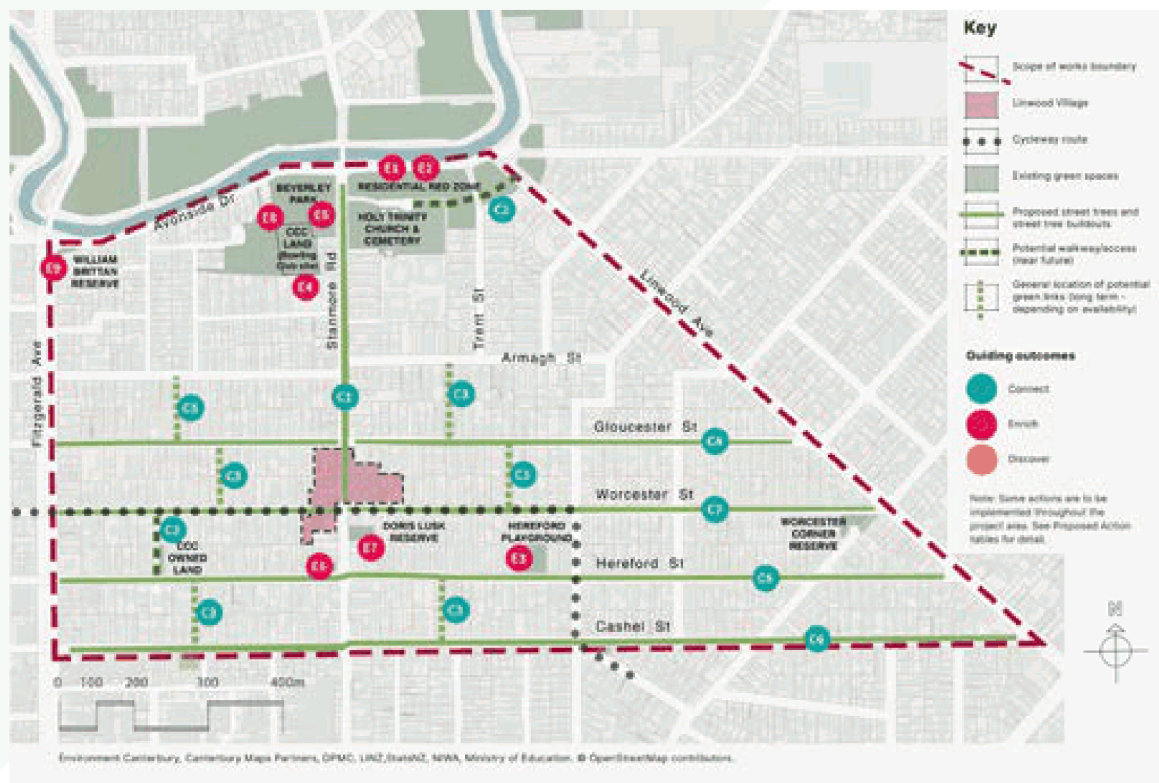 Key
Scope of works boundary
Linwood Village
Cycleway route
Existing green spaces
Proposed street trees and
street tree buildouts
Potential walkway/access
(near future)
General location of potential
green links (long term -
depending on availability)
Guiding outcomes
Connect
Enrich
Discover
Note: Some actions are to be
implemented throughout the
project area. See Proposed Action
tables for detail.
N
E1
E2
BEVERLEY
PARK
RESIDENTIAL RED ZONE
Avonside Dr
E8
E5
C2
HOLY TRINITY
CHURCH &
CEMETERY
CCC
LAND
(Bowling
Club site)
E9
WILLIAM
BRITTAN
RESERVE
E4
Stanmore Rd
Trent St
Linwood Ave
Fitzgerald Ave
Armagh St
C3
C1
C3
Gloucester St
C4
C3
C3
Worcester St
C7
C2
CCC
OWNED
LAND
DORIS LUSK
RESERVE
HEREFORD
PLAYGROUND
WORCESTER
CORNER
RESERVE
E7
E3
E6
Hereford St
C5
C3
C3
Cashel St
C6
0 100 200 300 400m
Environment Canterbury, Canterbury Maps Partners, DPMC, LINZ,StatsNZ, NIWA, Ministry of Education. © OpenStreetMap contributors.